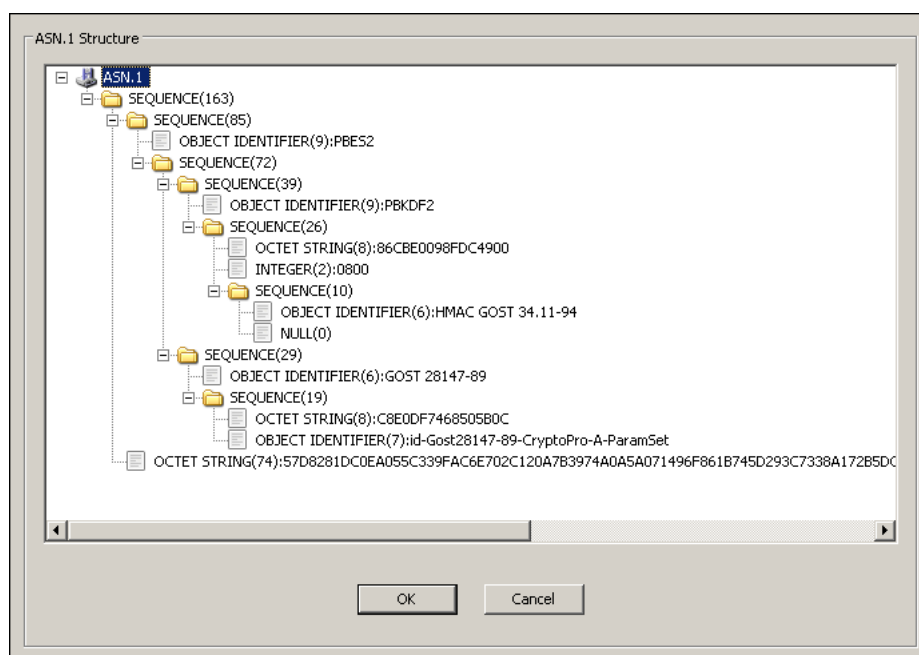 ASN.1 Structure
ASN.1
SEQUENCE(163)
SEQUENCE(85)
OBJECT IDENTIFIER(9):PBES2
SEQUENCE(72)
SEQUENCE(39)
OBJECT IDENTIFIER(9):PBKDF2
SEQUENCE(26)
OCTET STRING(8):86CBE0098FDC4900
INTEGER(2):0800
SEQUENCE(10)
OBJECT IDENTIFIER(6):HMAC GOST 34.11-94
NULL(0)
SEQUENCE(29)
OBJECT IDENTIFIER(6):GOST 28147-89
SEQUENCE(19)
OCTET STRING(8):C8E0DF7468505B0C
OBJECT IDENTIFIER(7):id-Gost28147-89-CryptoPro-A-ParamSet
OCTET STRING(74):57D8281DC0EA055C339FAC6E702C120A7B3974A0A5A071496F861B745D293C7338A172B5DC
OK
Cancel